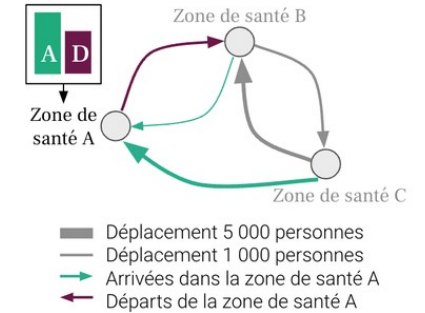 Zone de santé B
A D
Zone de
santé A
Zone de santé C
Déplacement 5 000 personnes
Déplacement 1 000 personnes
Arrivées dans la zone de santé A
Départs de la zone de santé A